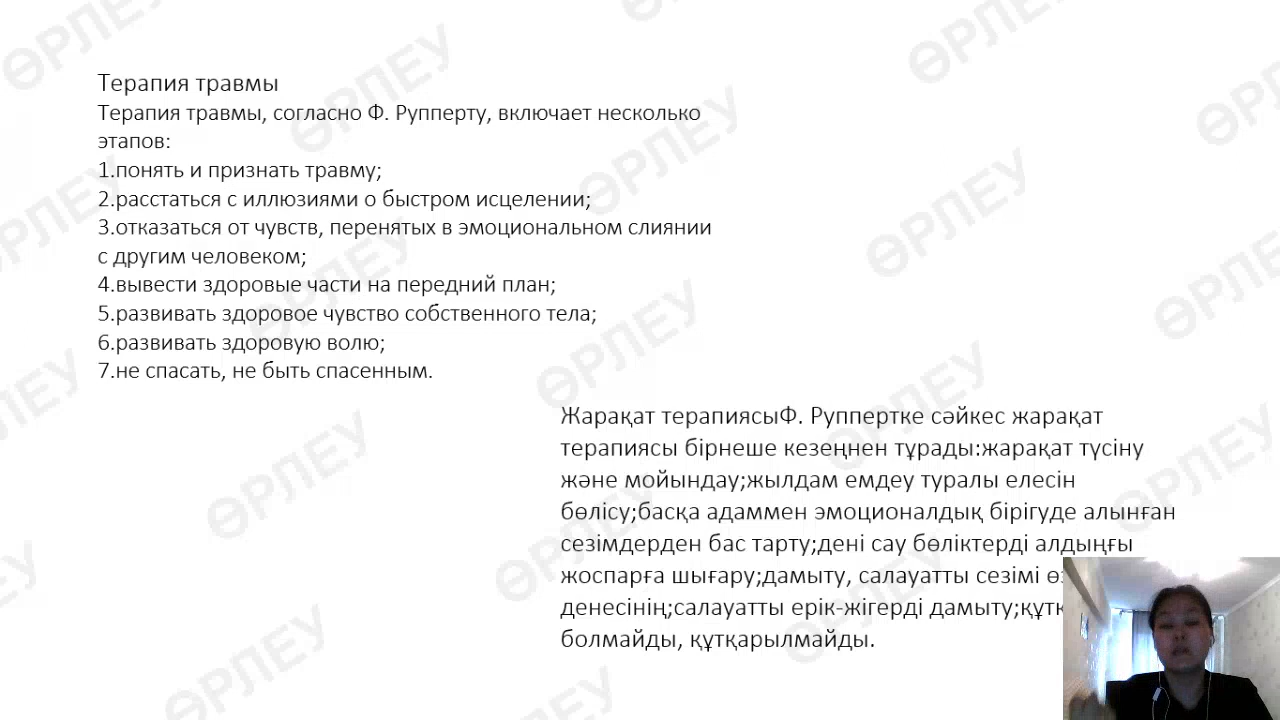 Терапия травмы
Терапия травмы, согласно Ф. Рупперту, включает несколько
этапов:
1.понять и признать травму;
2.расстаться с иллюзиями о быстром исцелении;
3.отказаться от чувств, перенятых в эмоциональном слиянии
с другим человеком;
4.вывести здоровые части на передний план;
5.развивать здоровое чувство собственного тела;
6.развивать здоровую волю;
7.не спасать, не быть спасенным.
Жарақат терапиясыФ. Руппертке сәйкес жарақат
терапиясы бірнеше кезеңнен тұрады:жарақат түсіну
және мойындау;жылдам емдеу туралы елесін
бөлісу;басқа адаммен эмоционалдық бірігуде алынған
сезімдерден бас тарту;дені сау бөліктерді алдыңғы
жоспарға шығару;дамыту, салауатты сезімі
денесінің;салауатты ерік-жігерді дамыту;
болмайды, құтқарылмайды.
ӨРЛЕУ